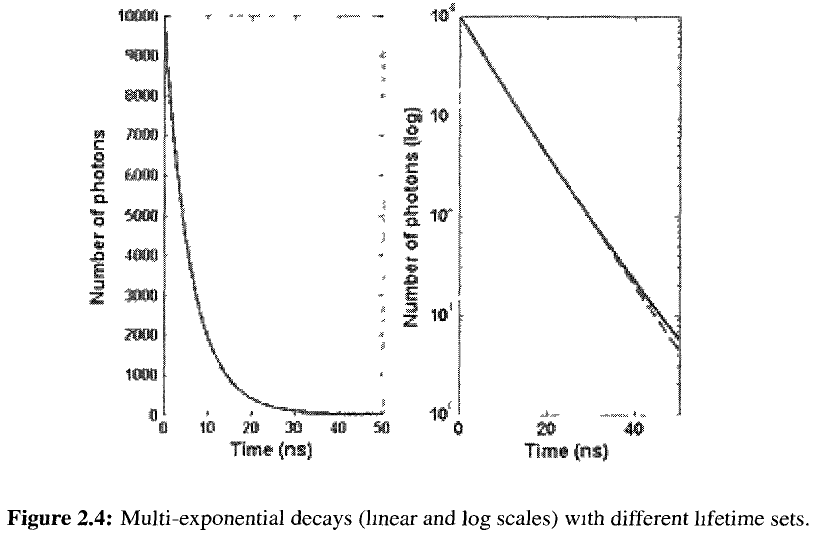 10000
9000
8000
7000
6000
5000
4000
3000
2000
1000
0
Number of photons
0 10 20 30 40 50
Time (ns)
10
Number of photons (log)
0 20 40
Time (ns)
Figure 2.4: Multi-exponential decays (linear and log scales) with different lifetime sets.